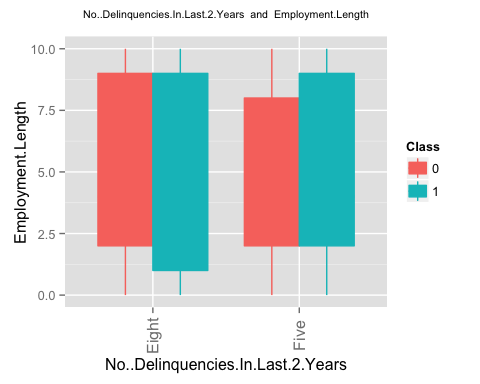 No..Delinquencies.In.Last.2.Years and Employment.Length
10.0
7.5
5.0
2.5
0.0
Employment.Length
Eight
Five
No..Delinquencies.In.Last.2.Years
Class
0
1